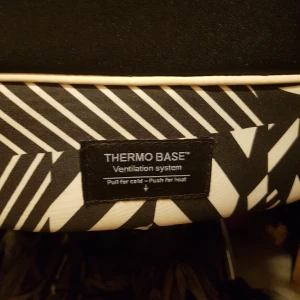 THERMO BASE™
Ventilation system
Pull for cold – Push for heat
↓